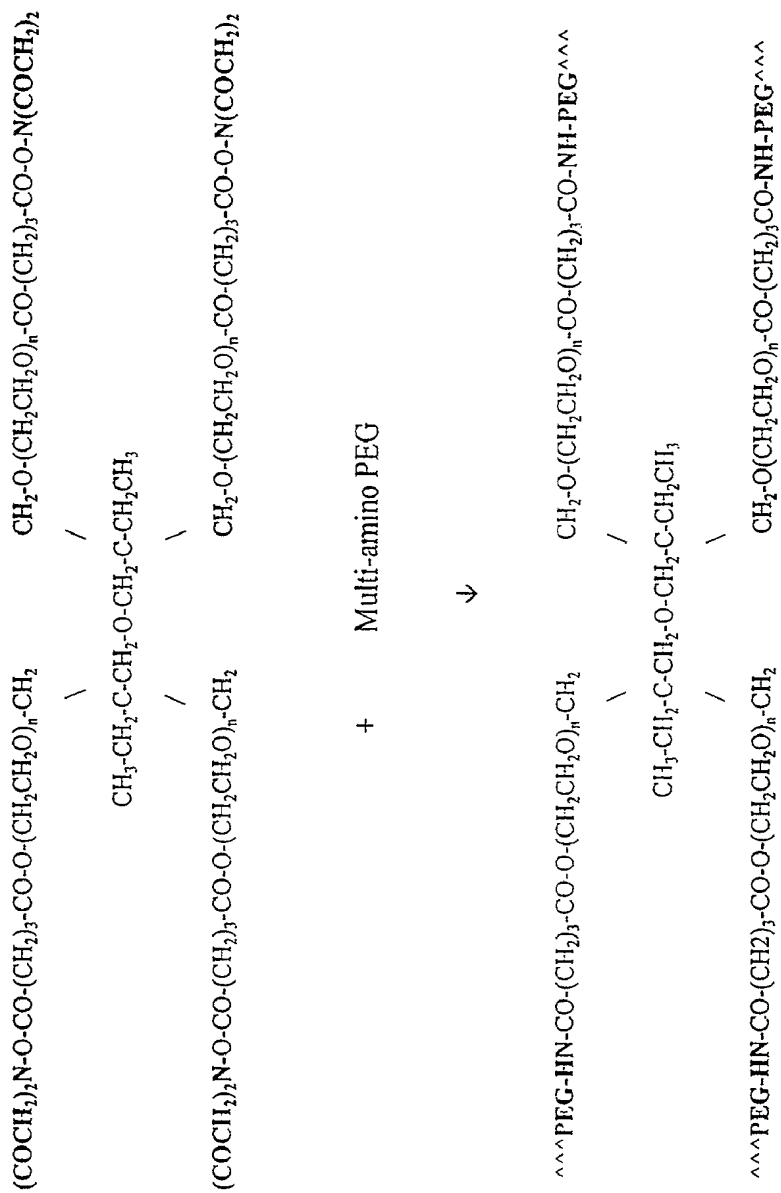 (COCH₂)₂N-O-CO-(CH₂)₃-CO-O-(CH₂CH₂O)ₙ-CH₂ CH₂-O-(CH₂CH₂O)ₙ-CO-(CH₂)₃-CO-O-N(COCH₂)₂
\ /
CH₃-CH₂-C-CH₂-O-CH₂-C-CH₂CH₃
/ \
(COCH₂)₂N-O-CO-(CH₂)₃-CO-O-(CH₂CH₂O)ₙ-CH₂ CH₂-O-(CH₂CH₂O)ₙ-CO-(CH₂)₃-CO-O-N(COCH₂)₂
+ Multi-amino PEG
↓
^^^PEG-HN-CO-(CH₂)₃-CO-O-(CH₂CH₂O)ₙ-CH₂ CH₂-O-(CH₂CH₂O)ₙ-CO-(CH₂)₃-CO-NH-PEG^^^
\ /
CH₃-CH₂-C-CH₂-O-CH₂-C-CH₂CH₃
/ \
^^^PEG-HN-CO-(CH2)₃-CO-O-(CH₂CH₂O)ₙ-CH₂ CH₂-O(CH₂CH₂O)ₙ-CO-(CH₂)₃CO-NH-PEG^^^